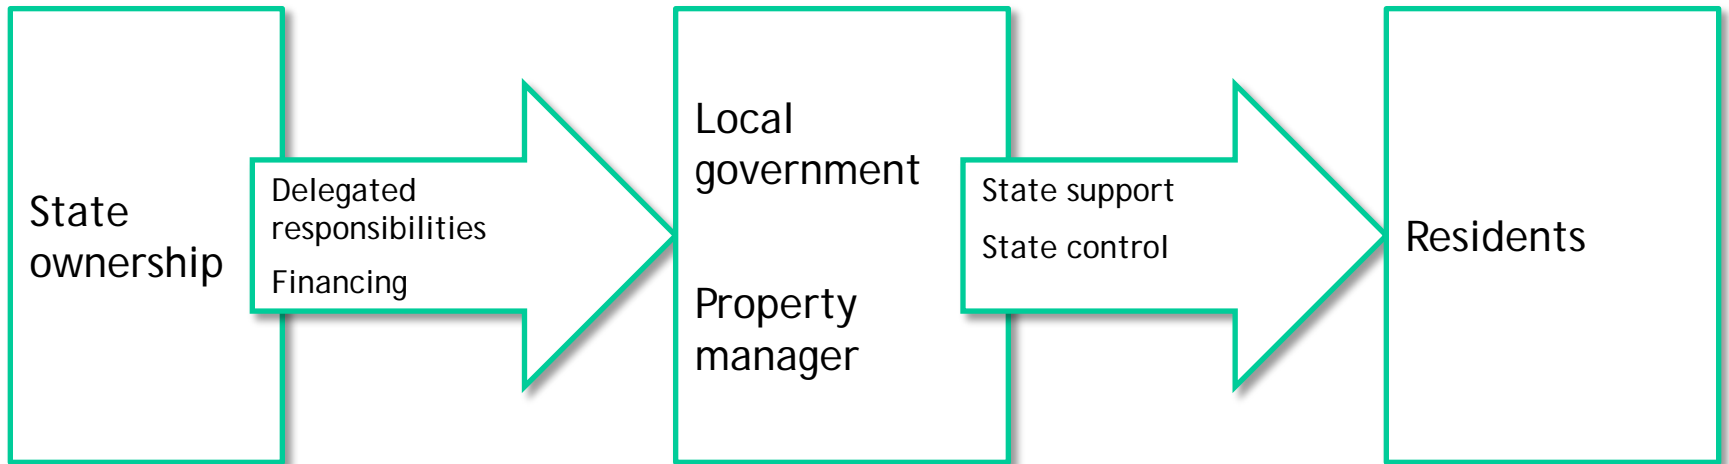 State
ownership
Delegated
responsibilities
Financing
Local
government
Property
manager
State support
State control
Residents